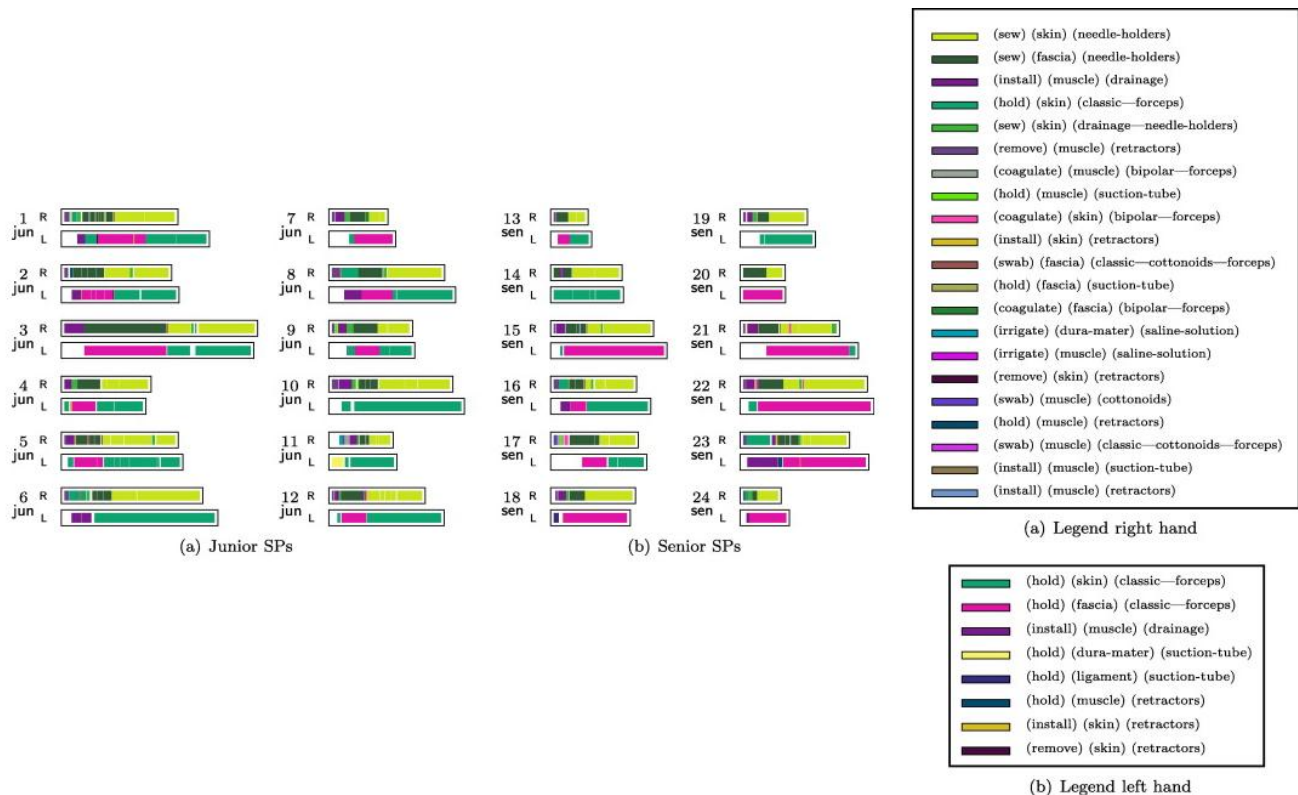 1 R
jun L
2 R
jun L
3 R
jun L
4 R
jun L
5 R
jun L
6 R
jun L
7 R
jun L
8 R
jun L
9 R
jun L
10 R
jun L
11 R
jun L
12 R
jun L
(a) Junior SPs
13 R
sen L
14 R
sen L
15 R
sen L
16 R
sen L
17 R
sen L
18 R
sen L
19 R
sen L
20 R
sen L
21 R
sen L
22 R
sen L
23 R
sen L
24 R
sen L
(b) Senior SPs
(sew) (skin) (needle-holders)
(sew) (fascia) (needle-holders)
(install) (muscle) (drainage)
(hold) (skin) (classic—forceps)
(sew) (skin) (drainage—needle-holders)
(remove) (muscle) (retractors)
(coagulate) (muscle) (bipolar—forceps)
(hold) (muscle) (suction-tube)
(coagulate) (skin) (bipolar—forceps)
(install) (skin) (retractors)
(swab) (fascia) (classic—cottonoids—forceps)
(hold) (fascia) (suction-tube)
(coagulate) (fascia) (bipolar—forceps)
(irrigate) (dura-mater) (saline-solution)
(irrigate) (muscle) (saline-solution)
(remove) (skin) (retractors)
(swab) (muscle) (cottonoids)
(hold) (muscle) (retractors)
(swab) (muscle) (classic—cottonoids—forceps)
(install) (muscle) (suction-tube)
(install) (muscle) (retractors)
(a) Legend right hand
(hold) (skin) (classic—forceps)
(hold) (fascia) (classic—forceps)
(install) (muscle) (drainage)
(hold) (dura-mater) (suction-tube)
(hold) (ligament) (suction-tube)
(hold) (muscle) (retractors)
(install) (skin) (retractors)
(remove) (skin) (retractors)
(b) Legend left hand